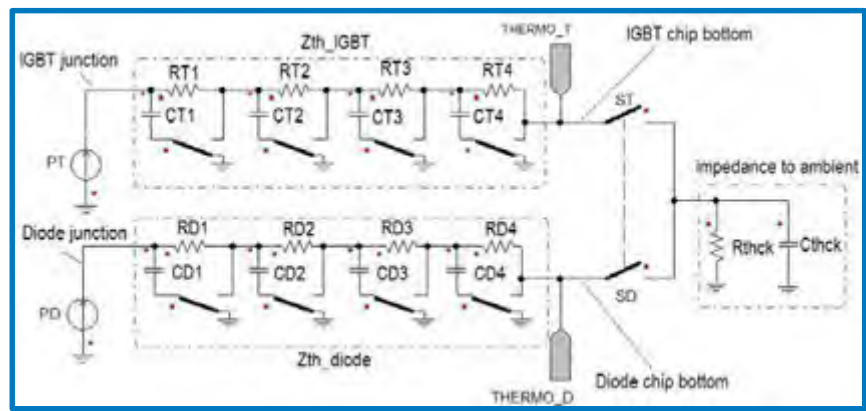 THERMO_T
Zth_IGBT
IGBT chip bottom
IGBT junction
RT1
RT2
RT3
RT4
ST
CT1
CT2
CT3
CT4
PT
impedance to ambient
Diode junction
RD1
RD2
RD3
RD4
Rthck
Cthck
CD1
CD2
CD3
CD4
SD
PD
Zth_diode
Diode chip bottom
THERMO_D